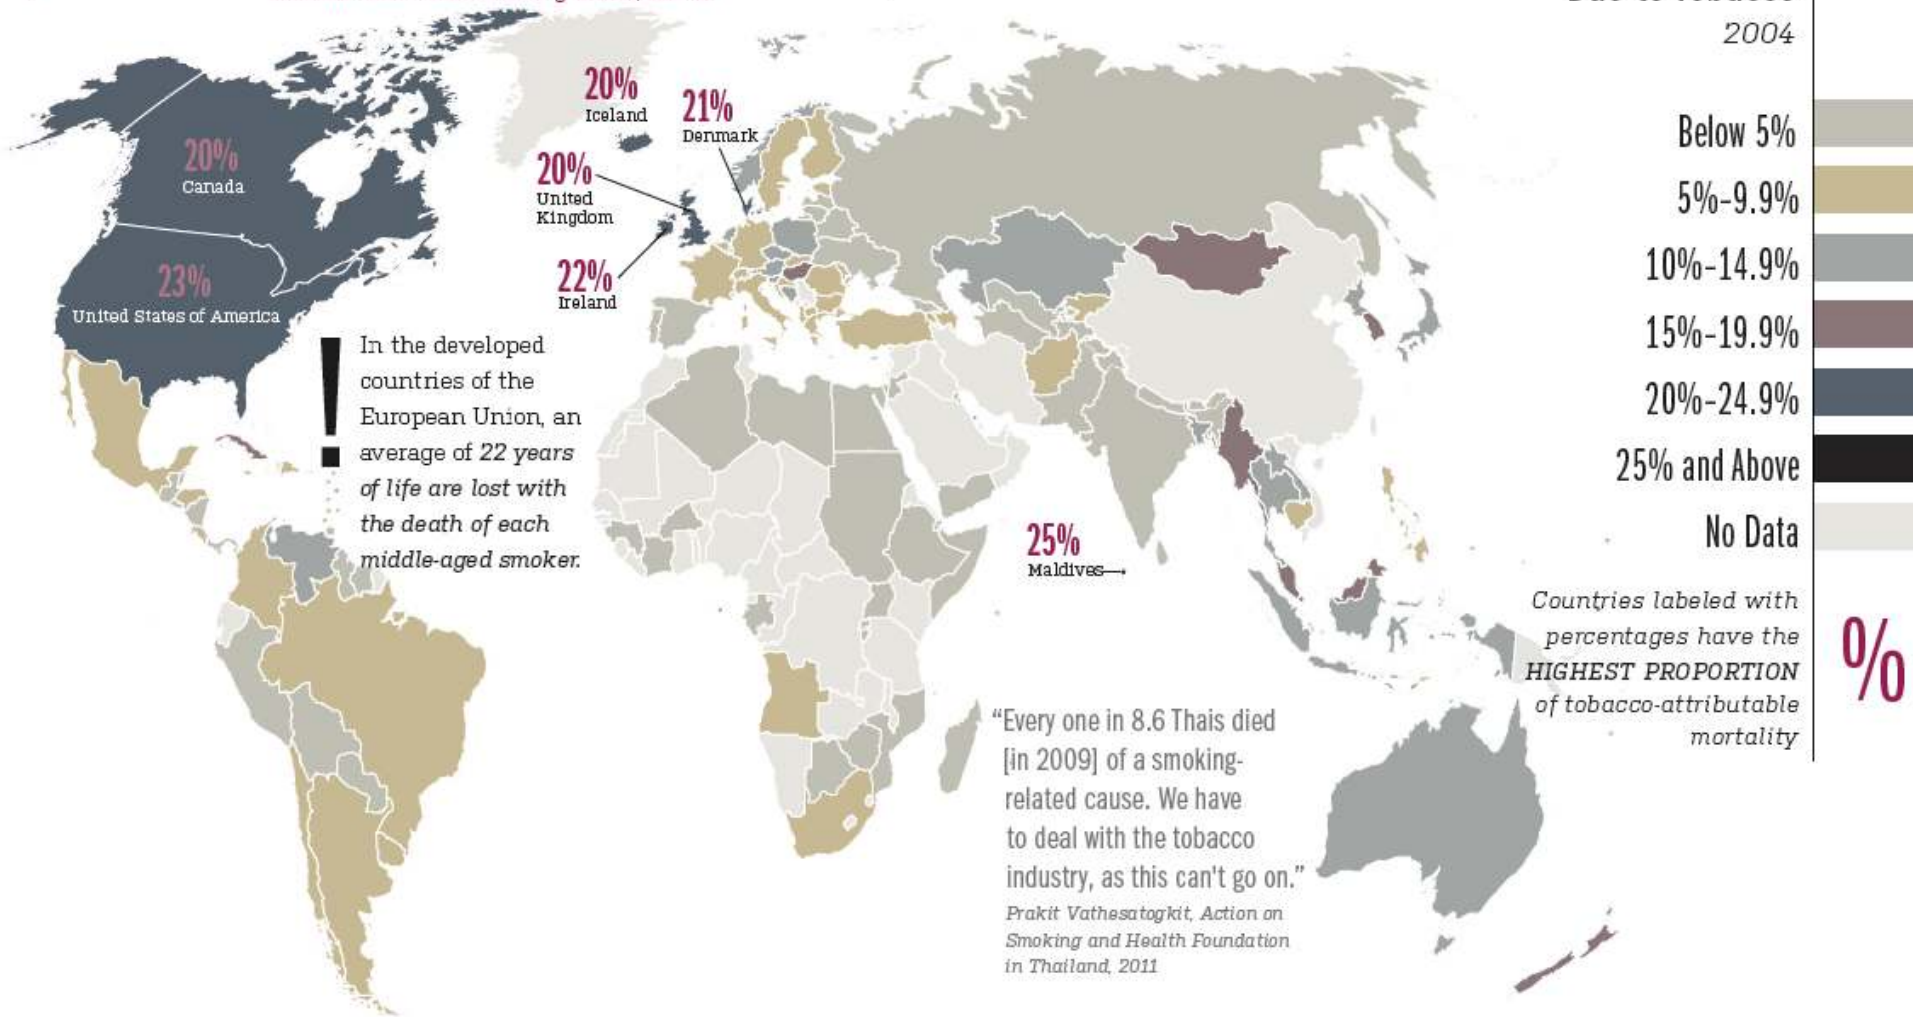 2004
Below 5%
5%–9.9%
10%–14.9%
15%–19.9%
20%–24.9%
25% and Above
No Data
Countries labeled with
percentages have the
HIGHEST PROPORTION
of tobacco-attributable
mortality
%
20%
Canada
23%
United States of America
20%
Iceland
21%
Denmark
20%
United
Kingdom
22%
Ireland
25%
Maldives
In the developed
countries of the
European Union, an
average of 22 years
of life are lost with
the death of each
middle-aged smoker.
“Every one in 8.6 Thais died
[in 2009] of a smoking-
related cause. We have
to deal with the tobacco
industry, as this can't go on.”
Prakit Vathesatogkit, Action on
Smoking and Health Foundation
in Thailand, 2011